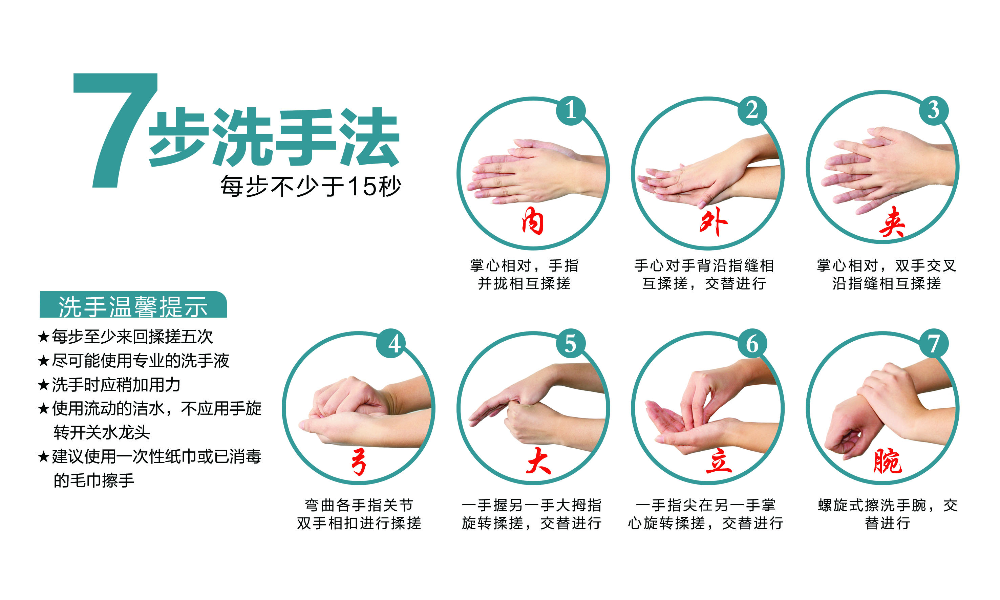 7步洗手法
每步不少于15秒
1
内
掌心相对，手指
并拢相互揉搓
2
外
手心对手背沿指缝相
互揉搓，交替进行
3
夹
掌心相对，双手交叉
沿指缝相互揉搓
洗手温馨提示
★每步至少来回揉搓五次
★尽可能使用专业的洗手液
★洗手时应稍加用力
★使用流动的洁水，不应用手旋
转开关水龙头
★建议使用一次性纸巾或已消毒
的毛巾擦手
4
弓
弯曲各手指关节
双手相扣进行揉搓
5
大
一手握另一手大拇指
旋转揉搓，交替进行
6
立
一手指尖在另一手掌
心旋转揉搓，交替进行
7
腕
螺旋式擦洗手腕，交
替进行